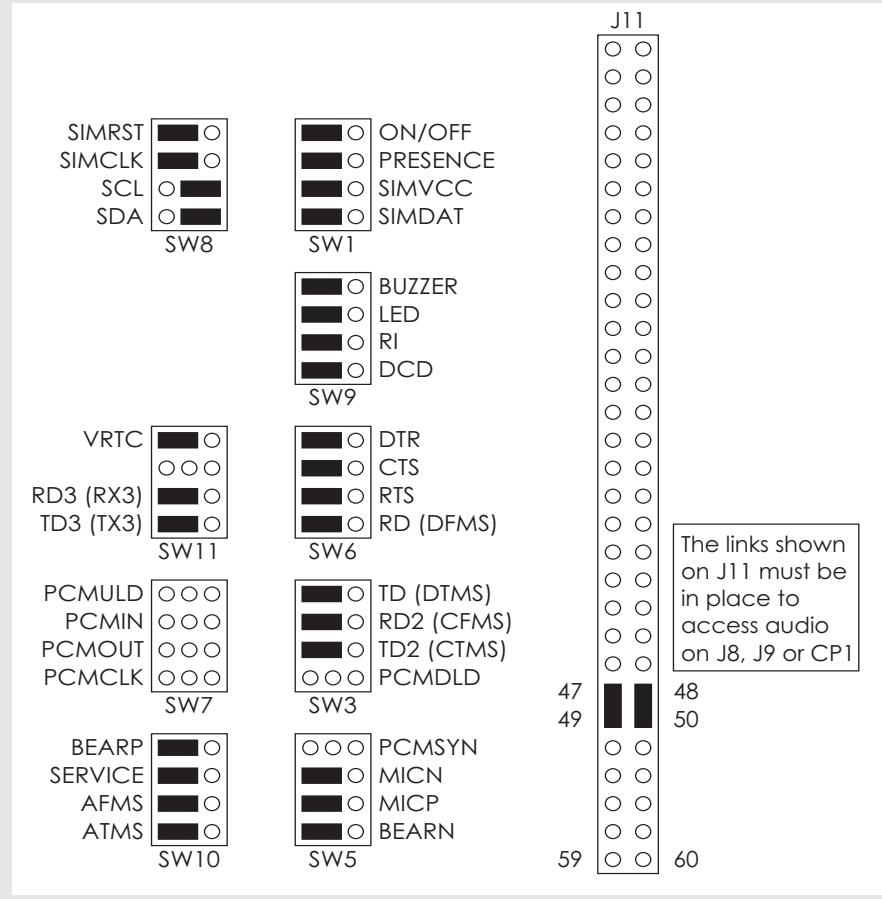 J11
SIMRST
SIMCLK
SCL
SDA
SW8
ON/OFF
PRESENCE
SIMVCC
SIMDAT
SW1
BUZZER
LED
RI
DCD
SW9
VRTC
RD3 (RX3)
TD3 (TX3)
SW11
DTR
CTS
RTS
RD (DFMS)
SW6
PCMULD
PCMIN
PCMOUT
PCMCLK
SW7
TD (DTMS)
RD2 (CFMS)
TD2 (CTMS)
PCMDLD
SW3
BEARP
SERVICE
AFMS
ATMS
SW10
PCMSYN
MICN
MICP
BEARN
SW5
The links shown
on J11 must be
in place to
access audio
on J8, J9 or CP1
47 48
49 50
59 60